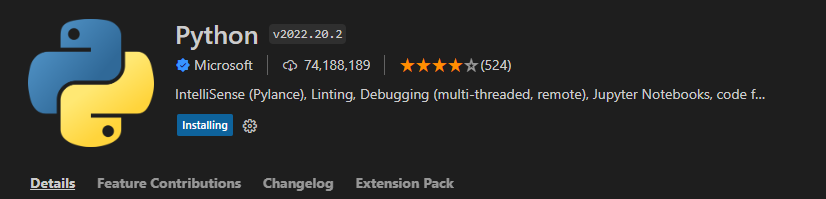 Python v2022.20.2
Microsoft 74,188,189 (524)
IntelliSense (Pylance), Linting, Debugging (multi-threaded, remote), Jupyter Notebooks, code f...
Installing
Details Feature Contributions Changelog Extension Pack